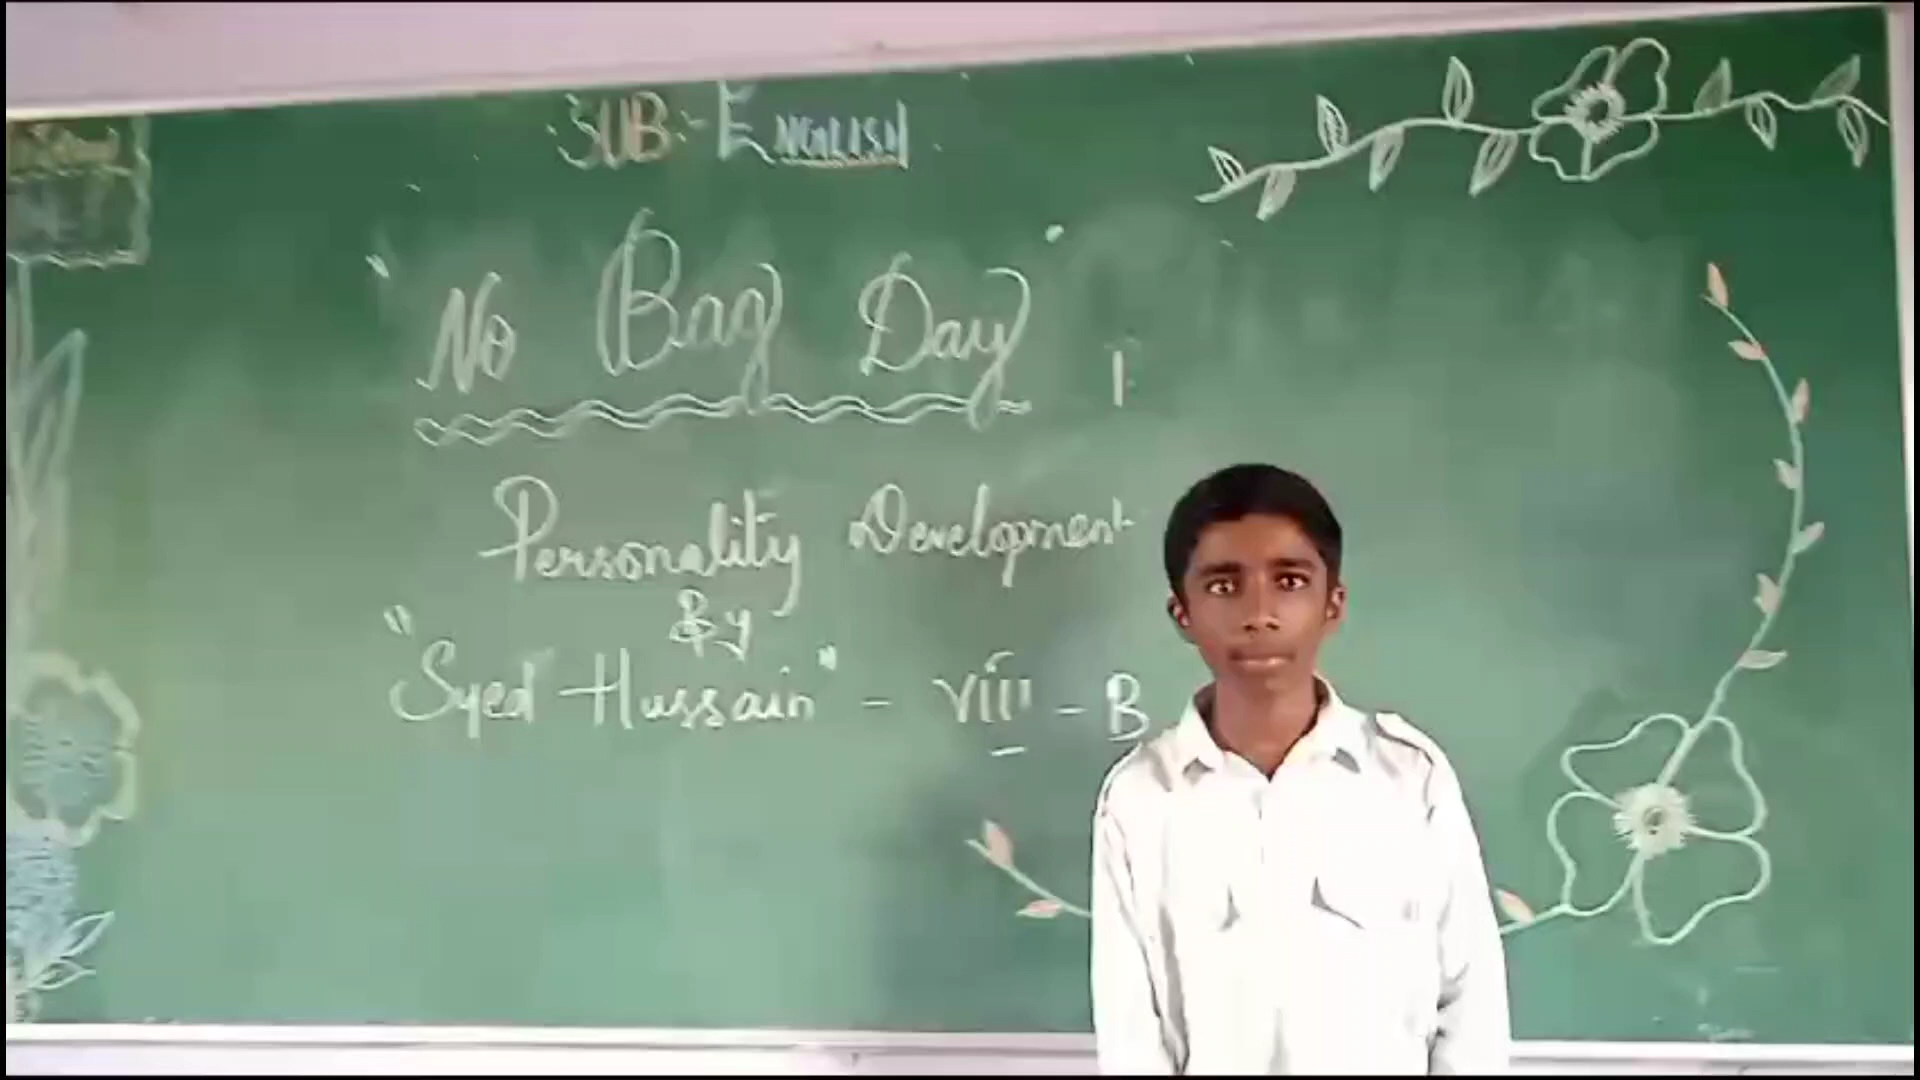 SUB:- ENGLISH
"No Bag Day"
Personality Development
By
"Syed Hussain" - VIII - B